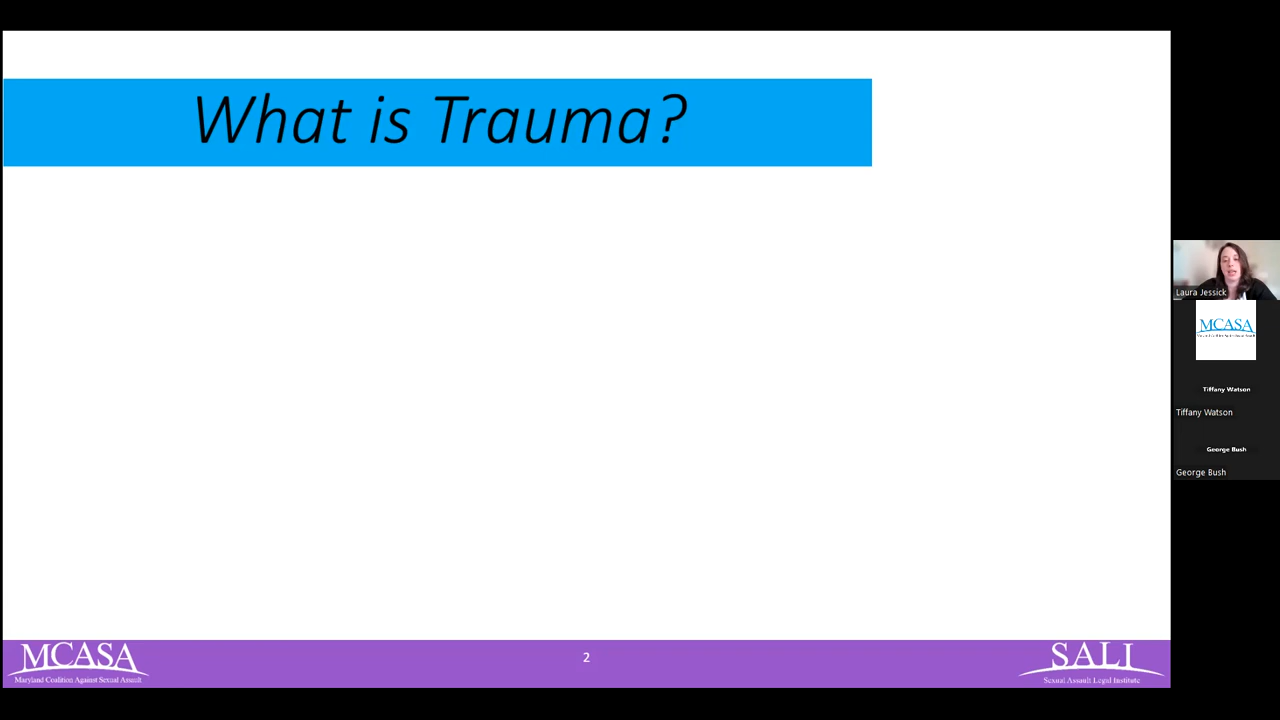 What is Trauma?
Laura Jessick
MCASA
Tiffany Watson
Tiffany Watson
George Bush
George Bush
MCASA
Maryland Coalition Against Sexual Assault
2
SALI
Sexual Assault Legal Institute